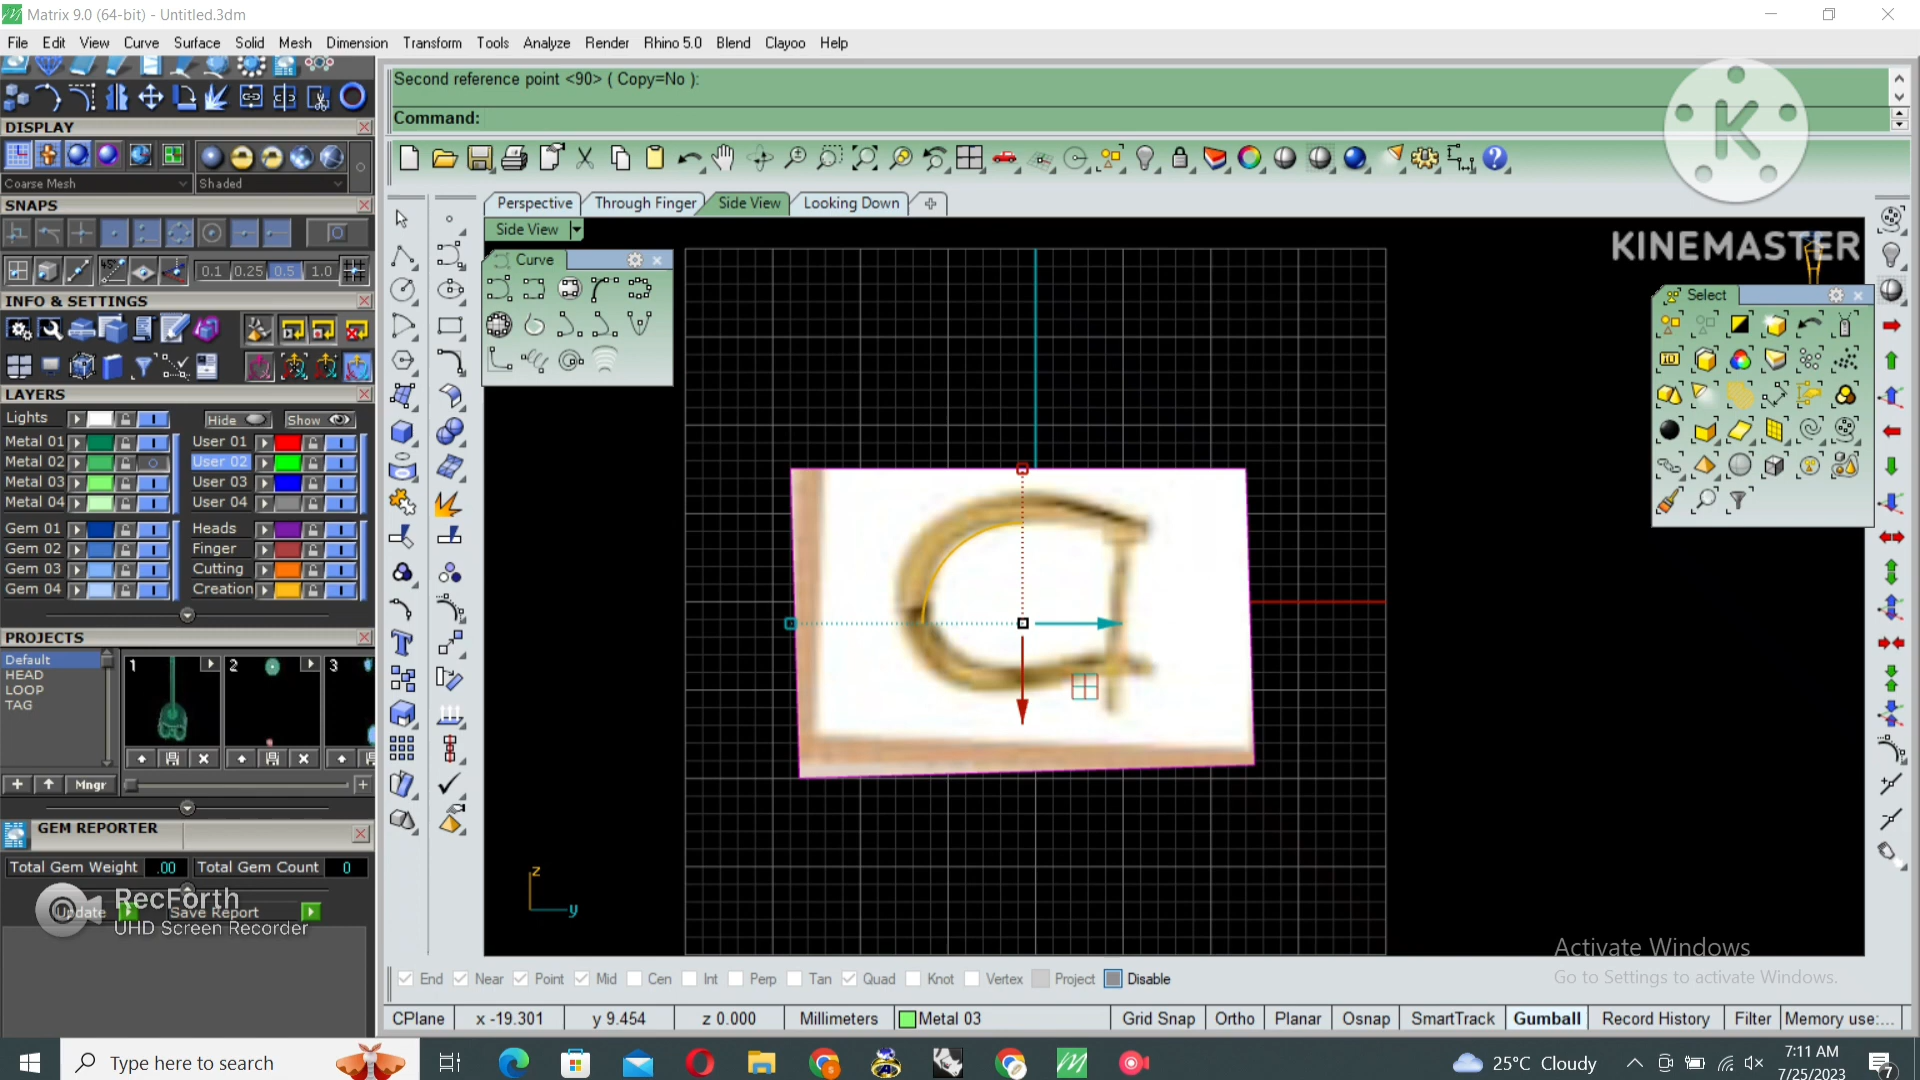 Matrix 9.0 (64-bit) - Untitled.3dm
File Edit View Curve Surface Solid Mesh Dimension Transform Tools Analyze Render Rhino 5.0 Blend Clayoo Help
Second reference point <90> ( Copy=No ):
Command:
K
DISPLAY
Coarse Mesh Shaded
SNAPS
0.1 0.25 0.5 1.0
INFO & SETTINGS
LAYERS
Lights Hide Show
Metal 01 User 01
Metal 02 User 02
Metal 03 User 03
Metal 04 User 04
Gem 01 Heads
Gem 02 Finger
Gem 03 Cutting
Gem 04 Creation
PROJECTS
Default
HEAD
LOOP
TAG
1 2 3
Mngr
GEM REPORTER
Total Gem Weight .00 Total Gem Count 0
Update Save Report
RecForth
UHD Screen Recorder
Perspective Through Finger Side View Looking Down
Side View
Curve
KINEMASTER
Select
z
y
Activate Windows
Go to Settings to activate Windows.
End Near Point Mid Cen Int Perp Tan Quad Knot Vertex Project Disable
CPlane x -19.301 y 9.454 z 0.000 Millimeters Metal 03 Grid Snap Ortho Planar Osnap SmartTrack Gumball Record History Filter Memory use:...
Type here to search
25°C Cloudy
7:11 AM
7/25/2023
7